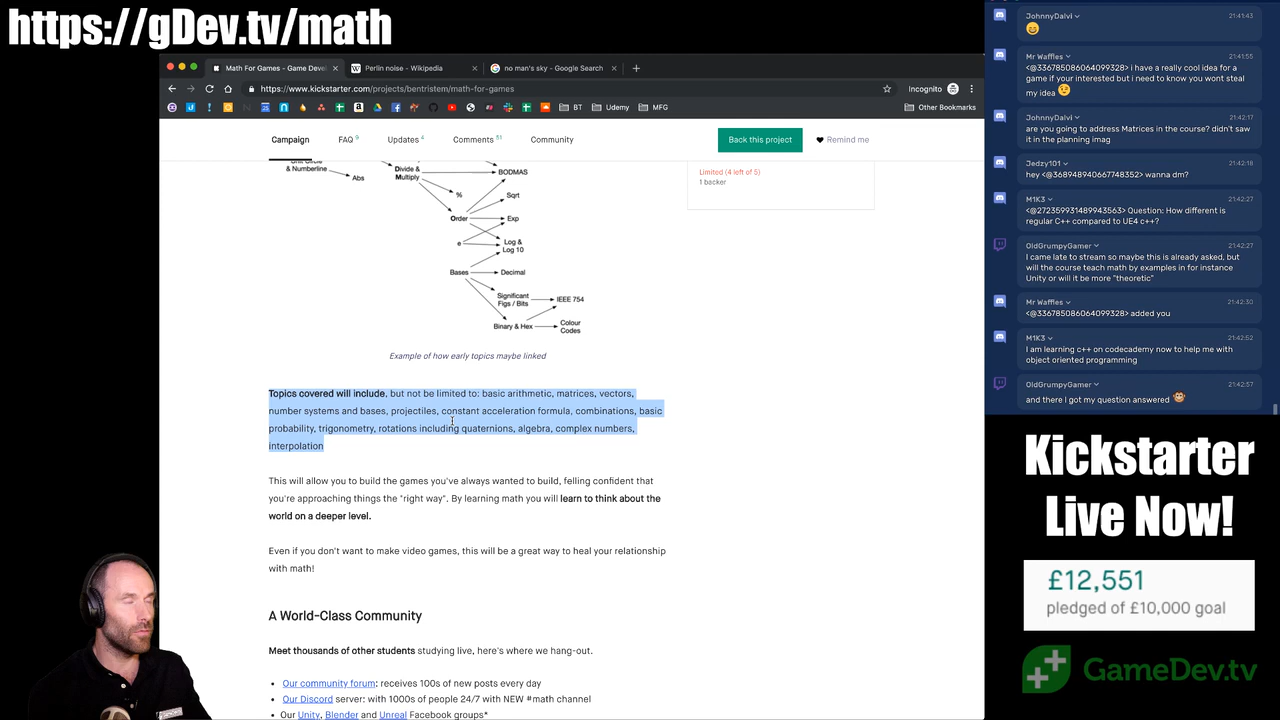 https://gDev.tv/math
Math For Games - Game Devel
Perlin noise - Wikipedia
no man's sky - Google Search
https://www.kickstarter.com/projects/bentristem/math-for-games
Incognito
BT
Udemy
MFG
Other Bookmarks
Campaign
FAQ 9
Updates 4
Comments 51
Community
Back this project
Remind me
& Numberline
Abs
Divide &
Multiply
BODMAS
%
Sqrt
Order
Exp
e
Log &
Log 10
Bases
Decimal
Significant
Figs / Bits
IEEE 754
Binary & Hex
Colour
Codes
Example of how early topics maybe linked
Limited (4 left of 5)
1 backer
Topics covered will include, but not be limited to: basic arithmetic, matrices, vectors,
number systems and bases, projectiles, constant acceleration formula, combinations, basic
probability, trigonometry, rotations including quaternions, algebra, complex numbers,
interpolation
This will allow you to build the games you've always wanted to build, felling confident that
you're approaching things the "right way". By learning math you will learn to think about the
world on a deeper level.
Even if you don't want to make video games, this will be a great way to heal your relationship
with math!
A World-Class Community
Meet thousands of other students studying live, here's where we hang-out.
• Our community forum: receives 100s of new posts every day
• Our Discord server: with 1000s of people 24/7 with NEW #math channel
• Our Unity, Blender and Unreal Facebook groups*
JohnnyDalvi 21:41:43
Mr Waffles 21:41:55
<@336785086064099328> i have a really cool idea for a
game if your interested but i need to know you wont steal
my idea
JohnnyDalvi 21:42:17
are you going to address Matrices in the course? didn't saw
it in the planning imag
Jedzy101 21:42:18
hey <@368948940667748352> wanna dm?
M1K3 21:42:27
<@272359931489943563> Question: How different is
regular C++ compared to UE4 c++?
OldGrumpyGamer 21:42:27
I came late to stream so maybe this is already asked, but
will the course teach math by examples in for instance
Unity or will it be more "theoretic"
Mr Waffles 21:42:30
<@336785086064099328> added you
M1K3 21:42:52
I am learning c++ on codecademy now to help me with
object oriented programming
OldGrumpyGamer 21:42:57
and there I got my question answered
Kickstarter
Live Now!
£12,551
pledged of £10,000 goal
GameDev.tv